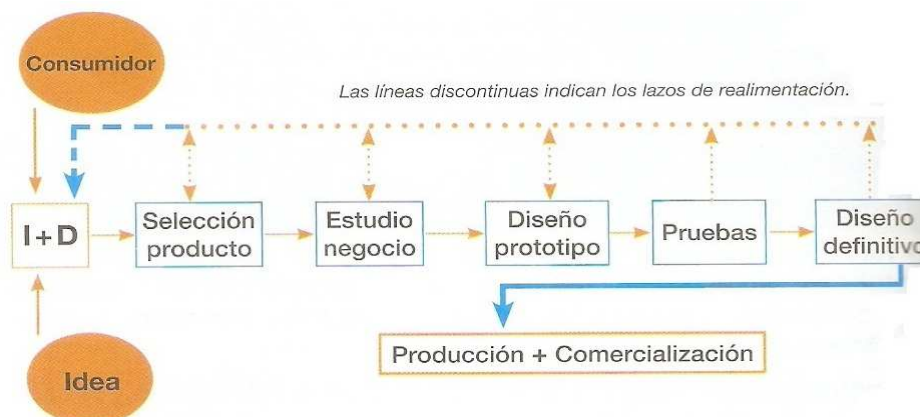 Consumidor
Las líneas discontinuas indican los lazos de realimentación.
I+D
Selección
producto
Estudio
negocio
Diseño
prototipo
Pruebas
Diseño
definitivo
Producción + Comercialización
Idea